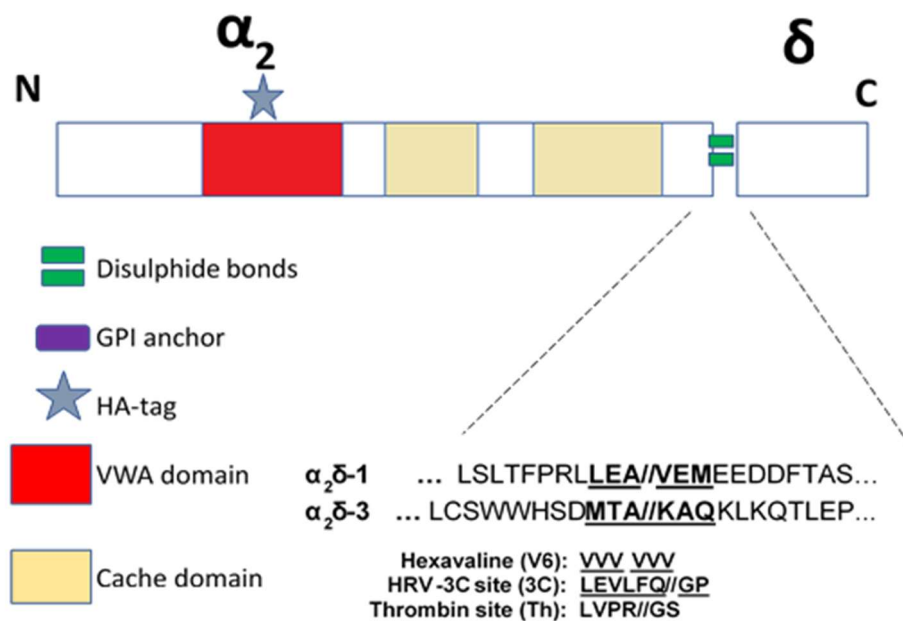 α₂ δ
N C
Disulphide bonds
GPI anchor
HA-tag
VWA domain
Cache domain
α₂δ-1 ... LSLTFPRLLEA//VEMEEDDFTAS...
α₂δ-3 ... LCSWWHSDMTA//KAQKLKQTLEP...
Hexavaline (V6): VVV VVV
HRV-3C site (3C): LEVLFQ//GP
Thrombin site (Th): LVPR//GS